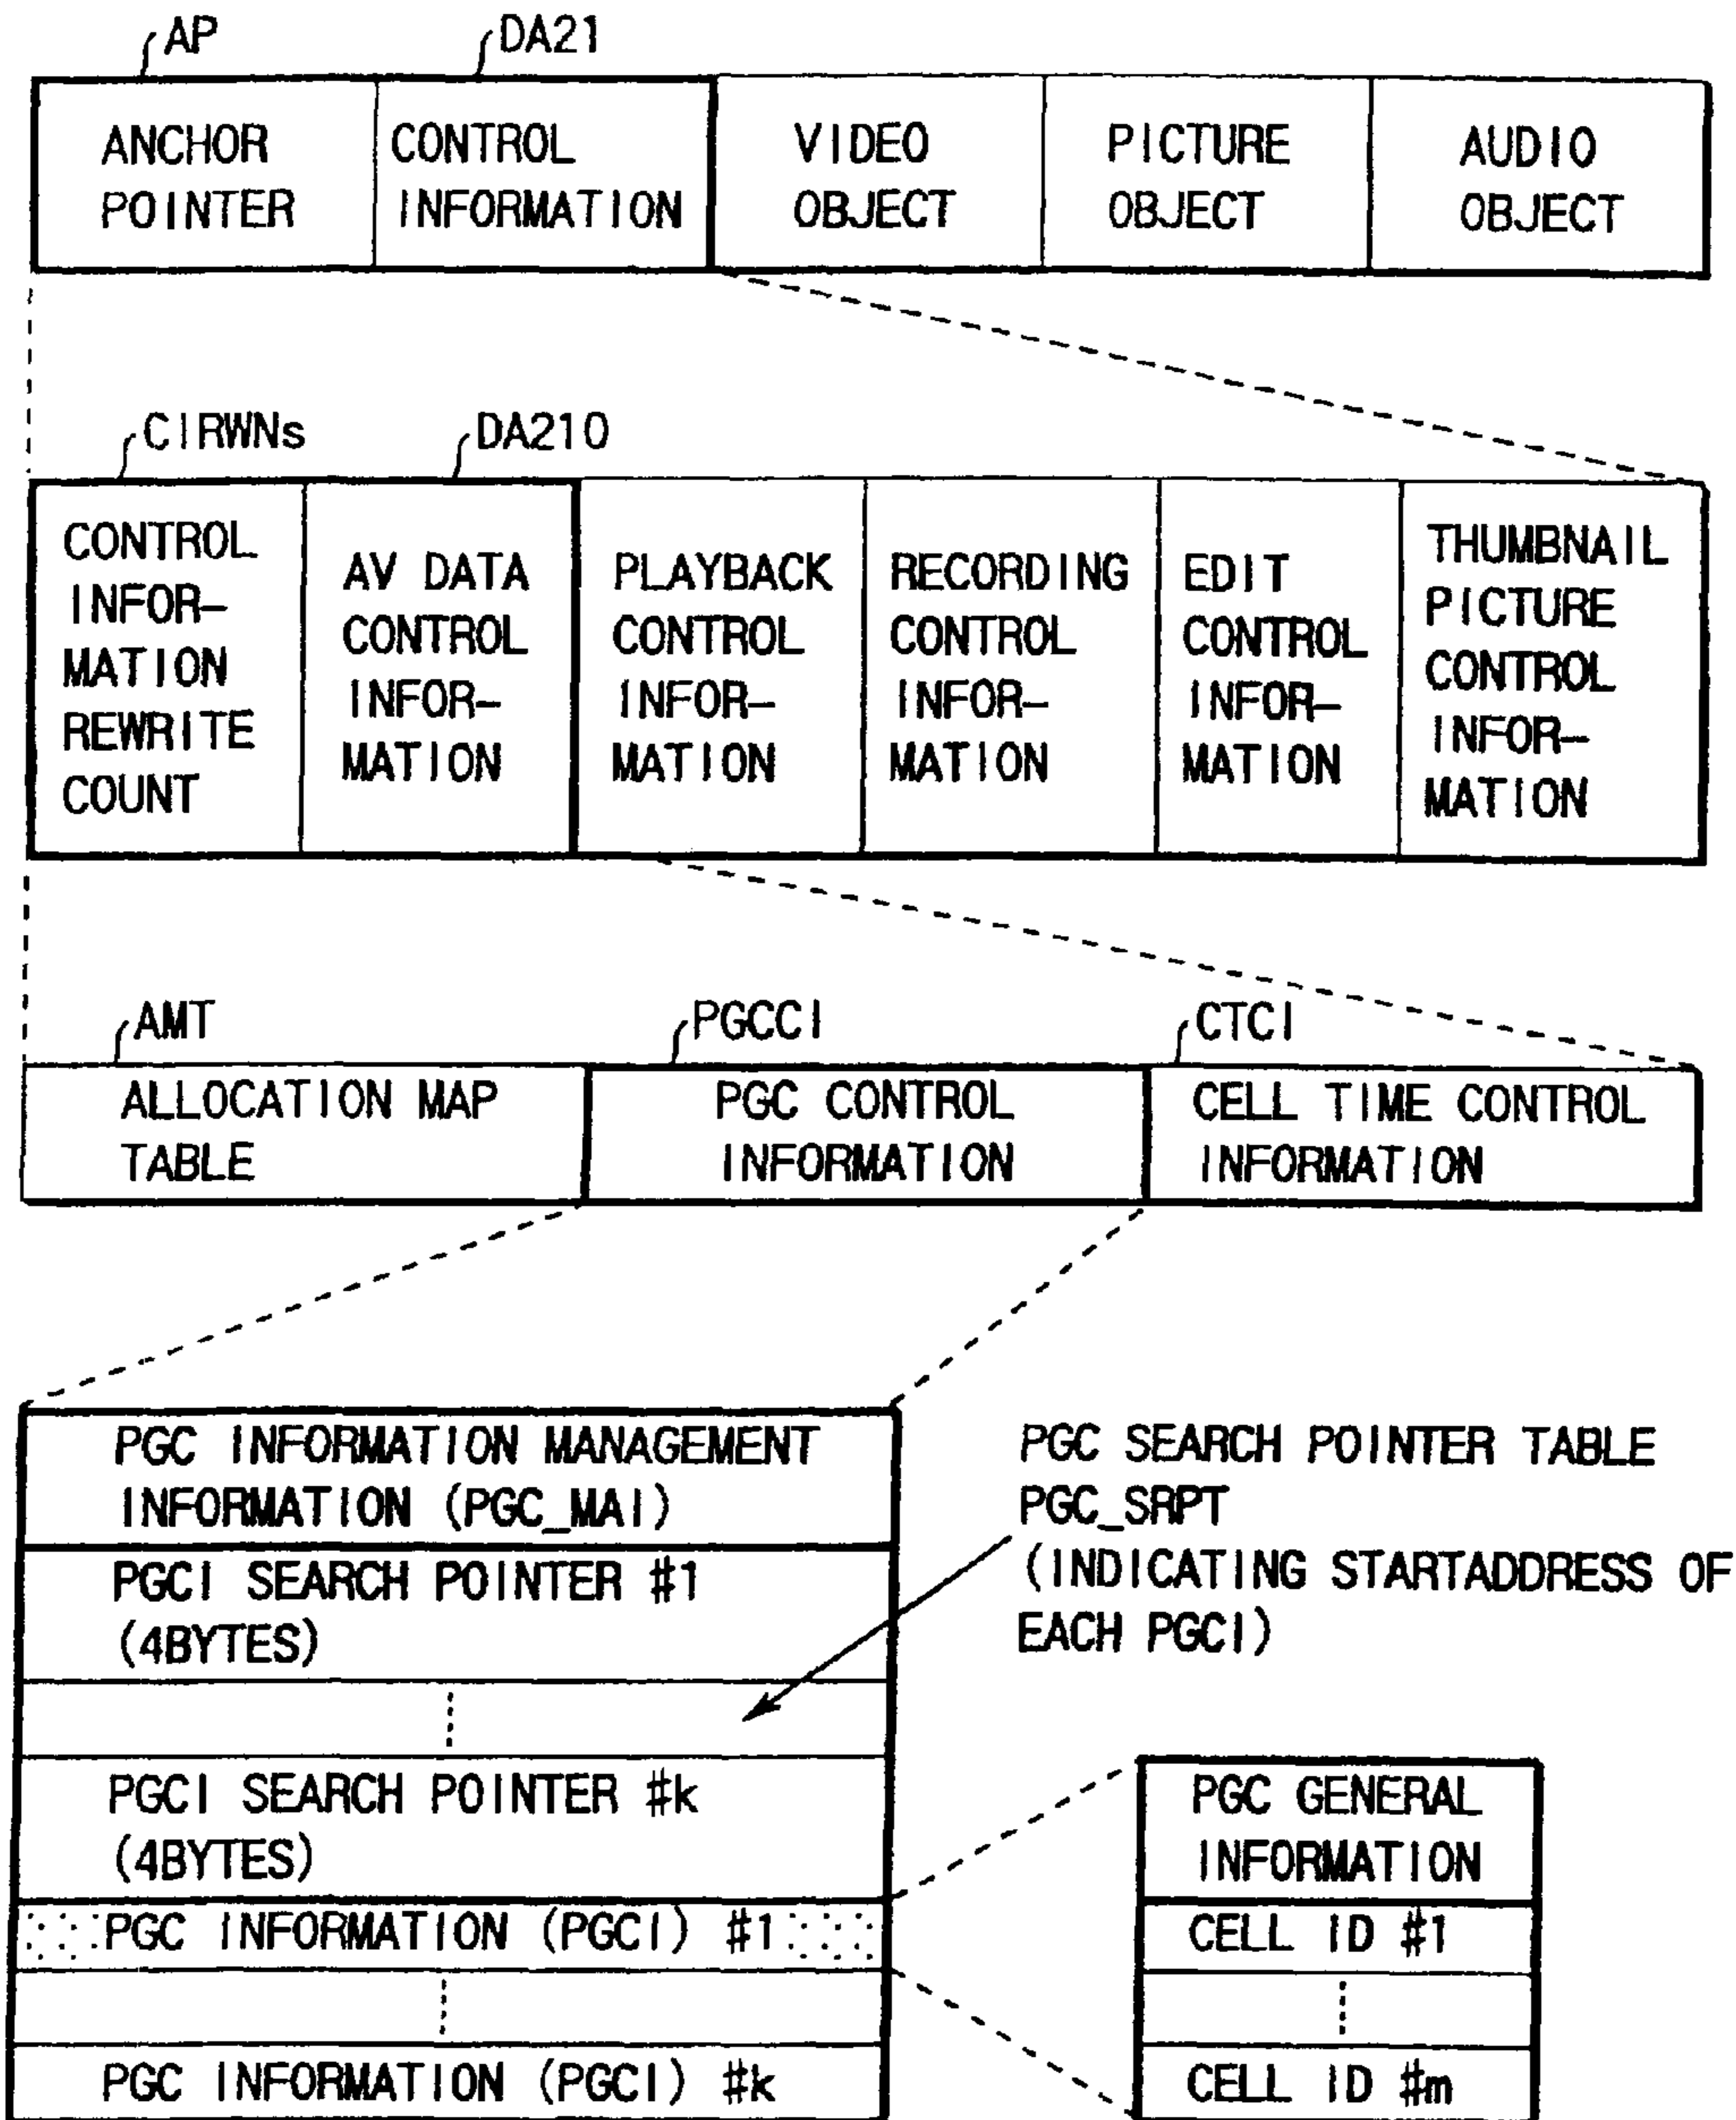 AP
DA21
ANCHOR
POINTER
CONTROL
INFORMATION
VIDEO
OBJECT
PICTURE
OBJECT
AUDIO
OBJECT
CIRWNs
DA210
CONTROL
INFOR-
MATION
REWRITE
COUNT
AV DATA
CONTROL
INFOR-
MATION
PLAYBACK
CONTROL
INFOR-
MATION
RECORDING
CONTROL
INFOR-
MATION
EDIT
CONTROL
INFOR-
MATION
THUMBNAIL
PICTURE
CONTROL
INFOR-
MATION
AMT
PGCCI
CTCI
ALLOCATION MAP
TABLE
PGC CONTROL
INFORMATION
CELL TIME CONTROL
INFORMATION
PGC INFORMATION MANAGEMENT
INFORMATION (PGC_MAI)
PGCI SEARCH POINTER #1
(4BYTES)
PGCI SEARCH POINTER #k
(4BYTES)
PGC INFORMATION (PGCI) #1
PGC INFORMATION (PGCI) #k
PGC SEARCH POINTER TABLE
PGC_SRPT
(INDICATING STARTADDRESS OF
EACH PGCI)
PGC GENERAL
INFORMATION
CELL ID #1
CELL ID #m